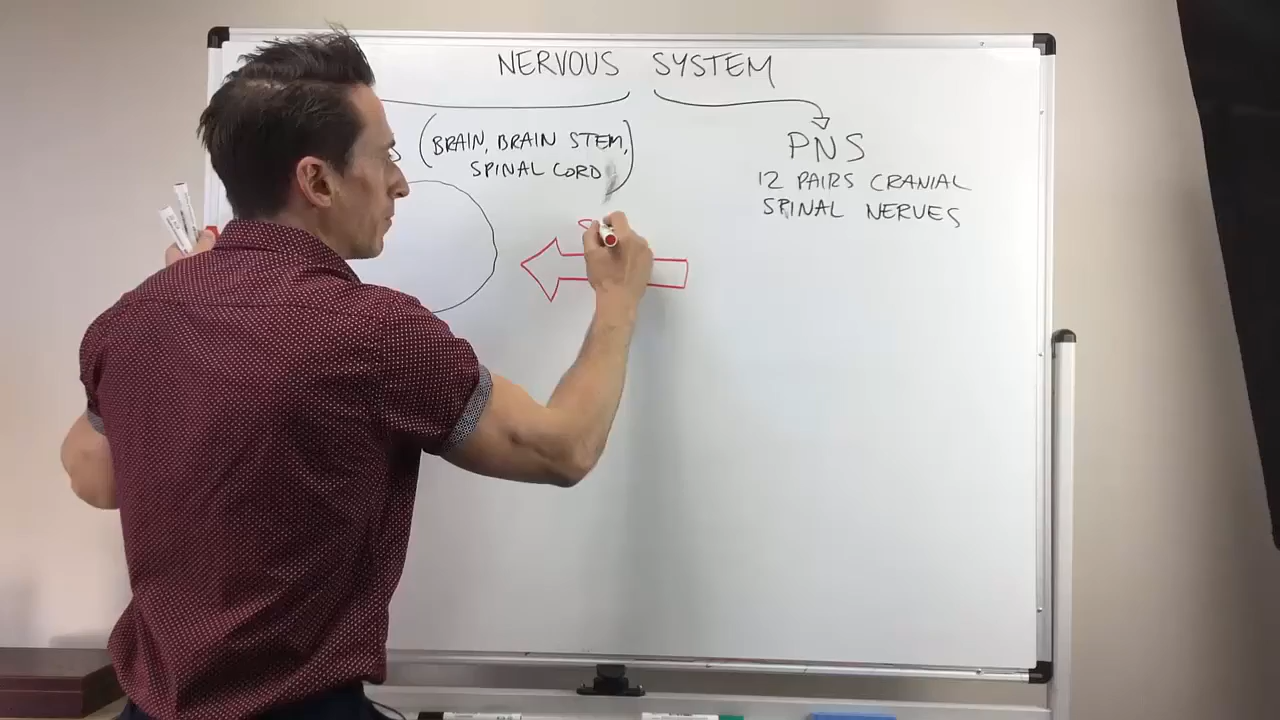 NERVOUS SYSTEM
(BRAIN, BRAIN STEM,
SPINAL CORD)
PNS
12 PAIRS CRANIAL
SPINAL NERVES